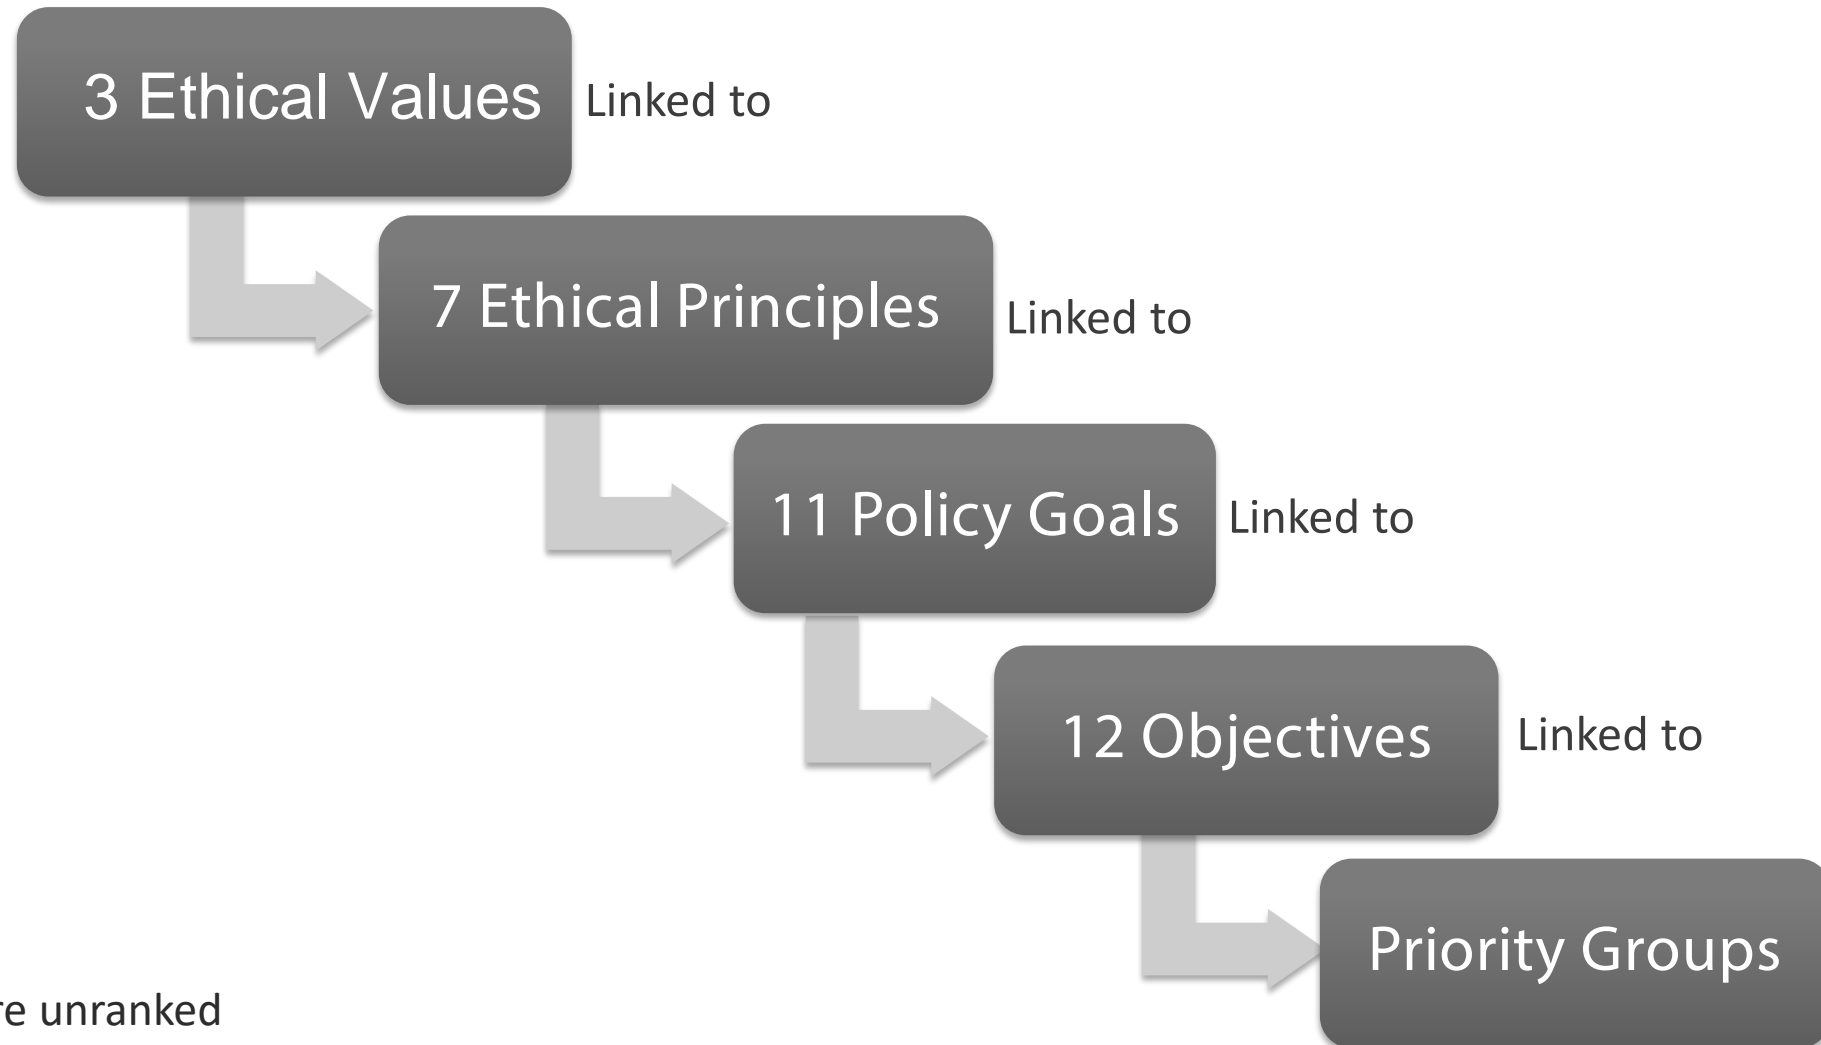 3 Ethical Values
Linked to
7 Ethical Principles
Linked to
11 Policy Goals
Linked to
12 Objectives
Linked to
Priority Groups
unranked